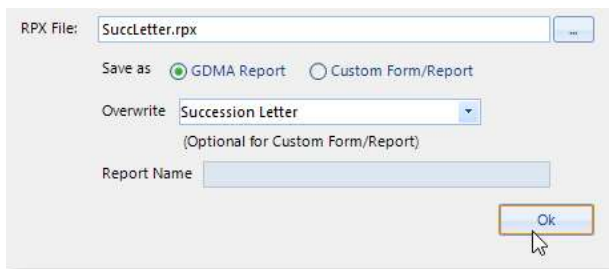 RPX File: SuccLetter.rpx ...
Save as GDMA Report Custom Form/Report
Overwrite Succession Letter
(Optional for Custom Form/Report)
Report Name
Ok